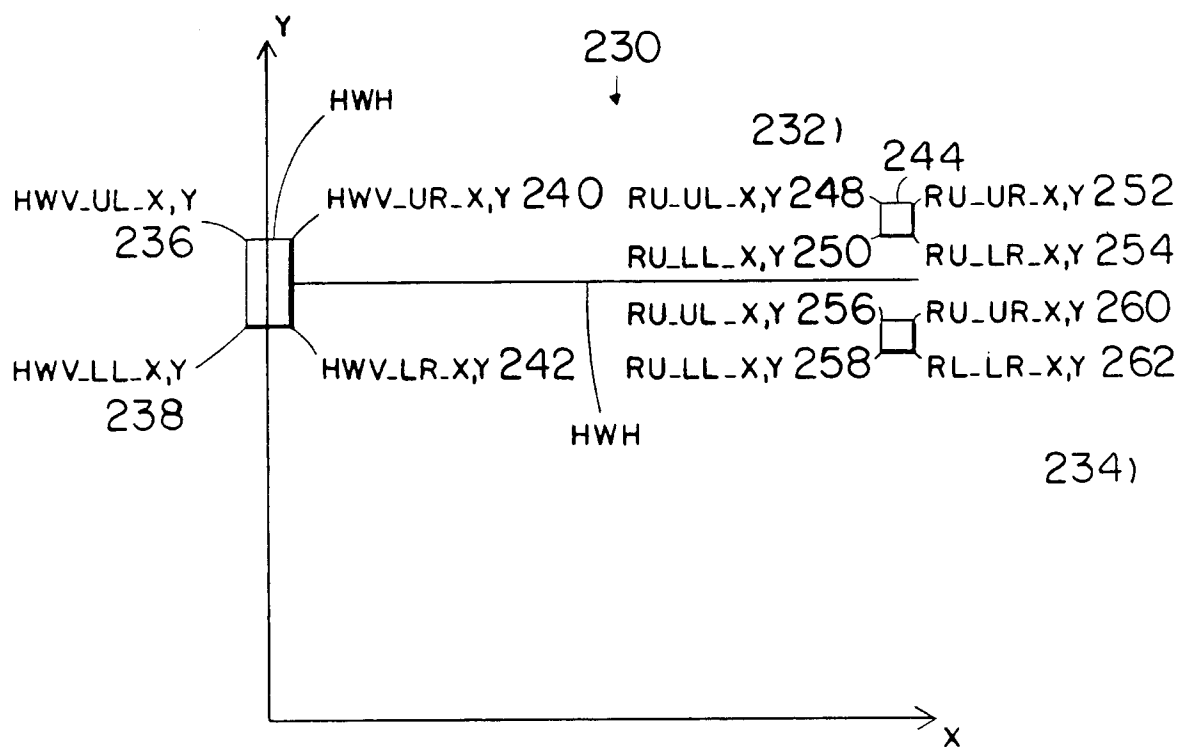 Y
230
HWH
232)
244
HWV_UL_X,Y
236
HWV_UR_X,Y 240
RU_UL_X,Y 248
RU_UR_X,Y 252
RU_LL_X,Y 250
RU_LR_X,Y 254
RU_UL_X,Y 256
RU_UR_X,Y 260
HWV_LL_X,Y
238
HWV_LR_X,Y 242
RU_LL_X,Y 258
RL_LR_X,Y 262
HWH
234)
X